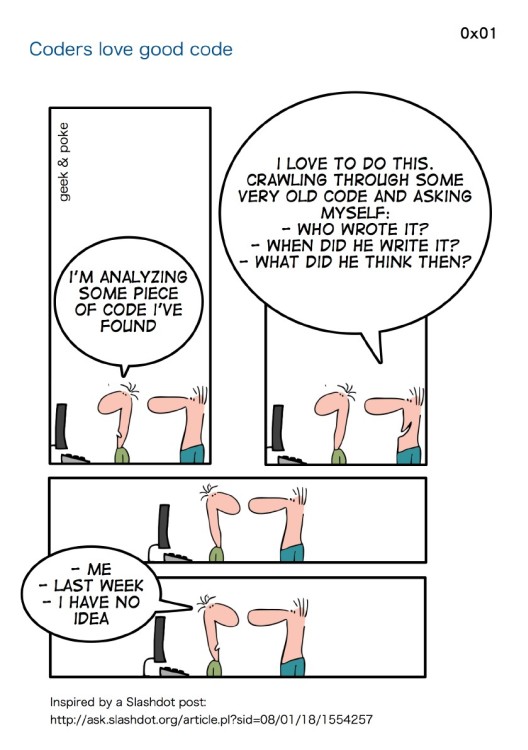 0x01
Coders love good code
geek & poke
I'M ANALYZING
SOME PIECE
OF CODE I'VE
FOUND
I LOVE TO DO THIS.
CRAWLING THROUGH SOME
VERY OLD CODE AND ASKING
MYSELF:
- WHO WROTE IT?
- WHEN DID HE WRITE IT?
- WHAT DID HE THINK THEN?
- ME
- LAST WEEK
- I HAVE NO
IDEA
Inspired by a Slashdot post:
http://ask.slashdot.org/article.pl?sid=08/01/18/1554257